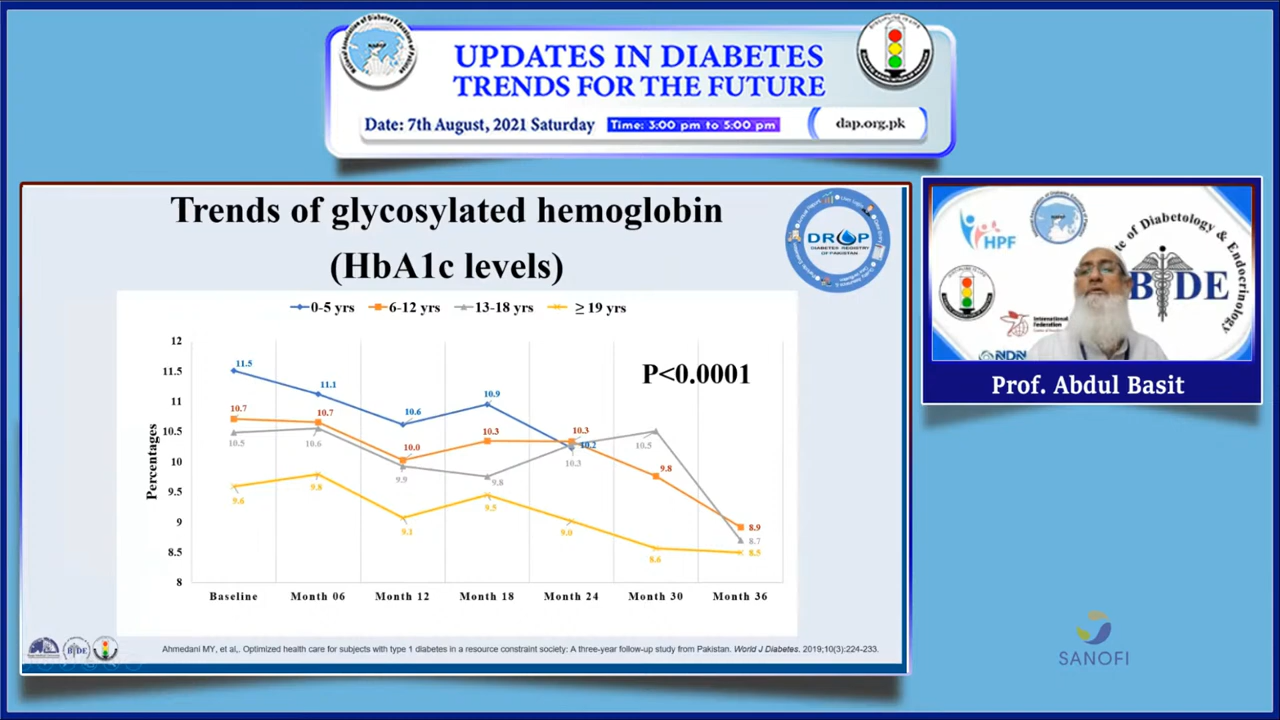 UPDATES IN DIABETES
TRENDS FOR THE FUTURE
Date: 7th August, 2021 Saturday
Time: 3:00 pm to 5:00 pm
dap.org.pk
Trends of glycosylated hemoglobin
(HbA1c levels)
DROP
DIABETES REGISTRY
OF PAKISTAN
0-5 yrs
6-12 yrs
13-18 yrs
≥ 19 yrs
P<0.0001
Percentages
12
11.5
11
10.5
10
9.5
9
8.5
8
11.5
11.1
10.6
10.9
10.2
10.7
10.7
10.0
10.3
10.3
9.8
8.9
10.5
10.6
9.9
9.8
10.3
10.5
8.7
9.6
9.8
9.1
9.5
9.0
8.6
8.5
Baseline
Month 06
Month 12
Month 18
Month 24
Month 30
Month 36
Ahmedani MY, et al,. Optimized health care for subjects with type 1 diabetes in a resource constraint society: A three-year follow-up study from Pakistan. World J Diabetes. 2019;10(3):224-233.
HPF
te of Diabetology & Endocrinology
BIDE
International
Federation
NDN
Prof. Abdul Basit
SANOFI